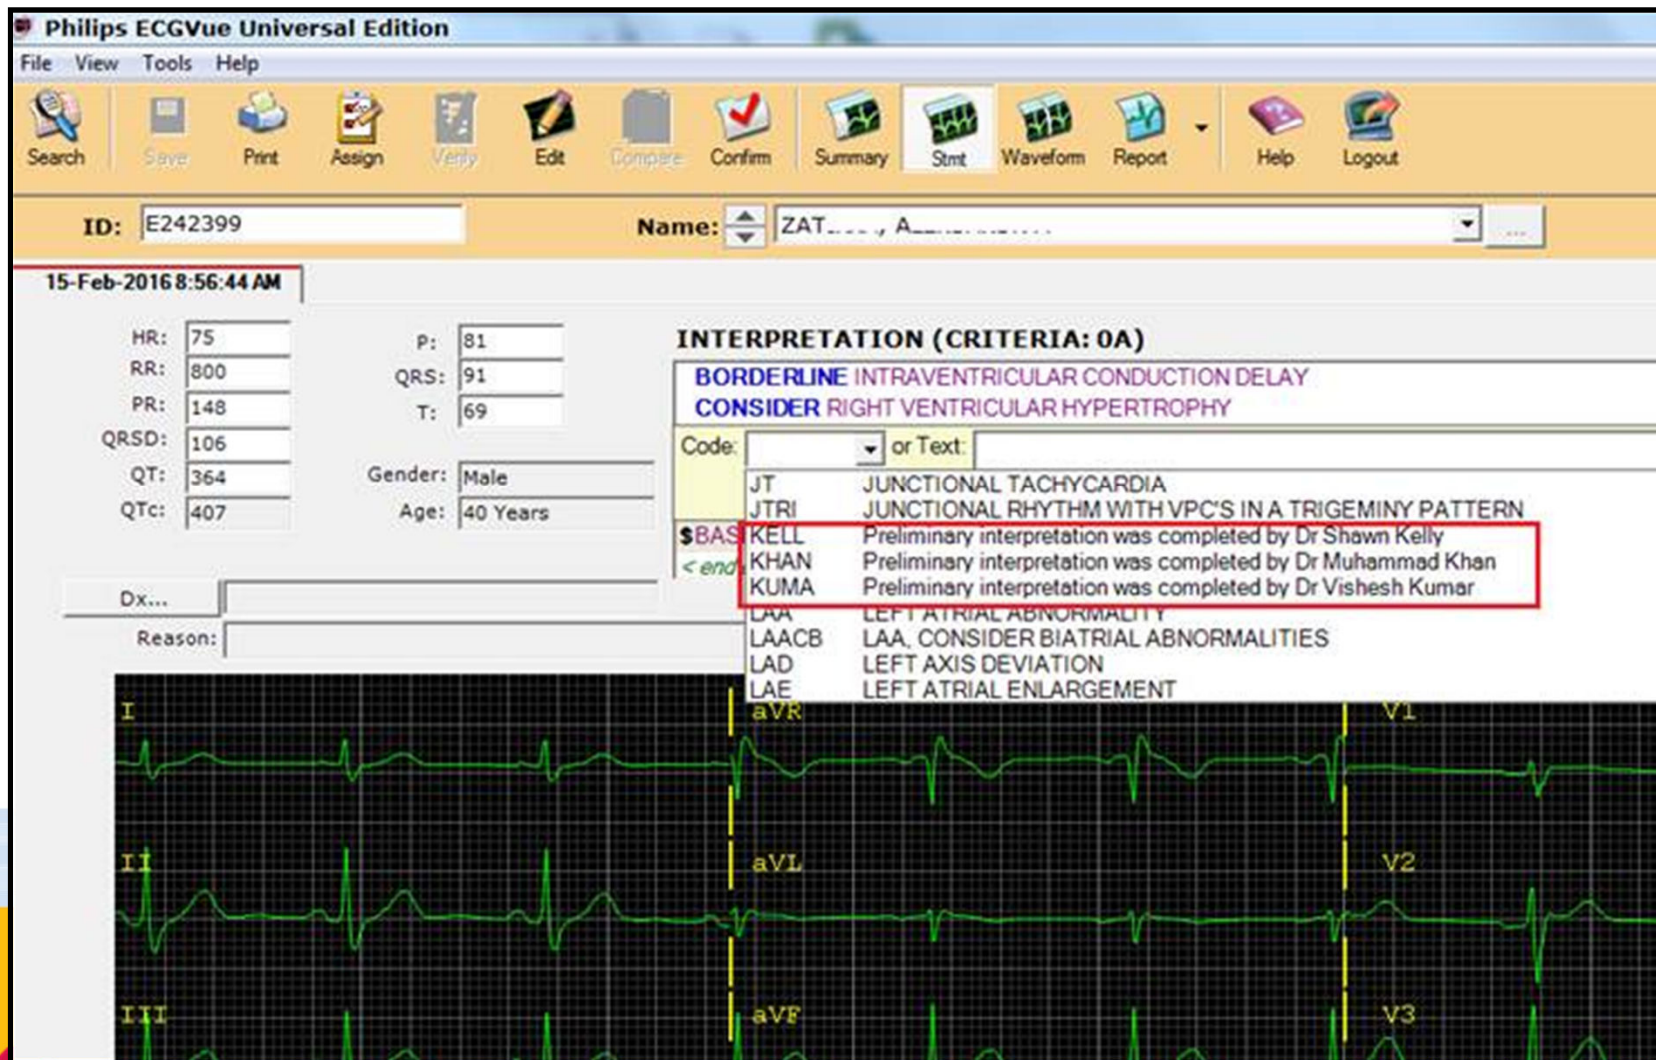 Philips ECGVue Universal Edition
File View Tools Help
Search Save Print Assign Verify Edit Compare Confirm Summary Stmt Waveform Report Help Logout
ID: E242399 Name: ZAT
15-Feb-2016 8:56:44 AM
HR: 75
RR: 800
PR: 148
QRSD: 106
QT: 364
QTc: 407
P: 81
QRS: 91
T: 69
Gender: Male
Age: 40 Years
Dx...
Reason:
INTERPRETATION (CRITERIA: 0A)
BORDERLINE INTRAVENTRICULAR CONDUCTION DELAY
CONSIDER RIGHT VENTRICULAR HYPERTROPHY
Code: or Text:
JT JUNCTIONAL TACHYCARDIA
JTRI JUNCTIONAL RHYTHM WITH VPC'S IN A TRIGEMINY PATTERN
$BAS KELL Preliminary interpretation was completed by Dr Shawn Kelly
< end KHAN Preliminary interpretation was completed by Dr Muhammad Khan
KUMA Preliminary interpretation was completed by Dr Vishesh Kumar
LAA LEFT ATRIAL ABNORMALITY
LAACB LAA, CONSIDER BIATRIAL ABNORMALITIES
LAD LEFT AXIS DEVIATION
LAE LEFT ATRIAL ENLARGEMENT
I aVR V1
II aVL V2
III aVF V3